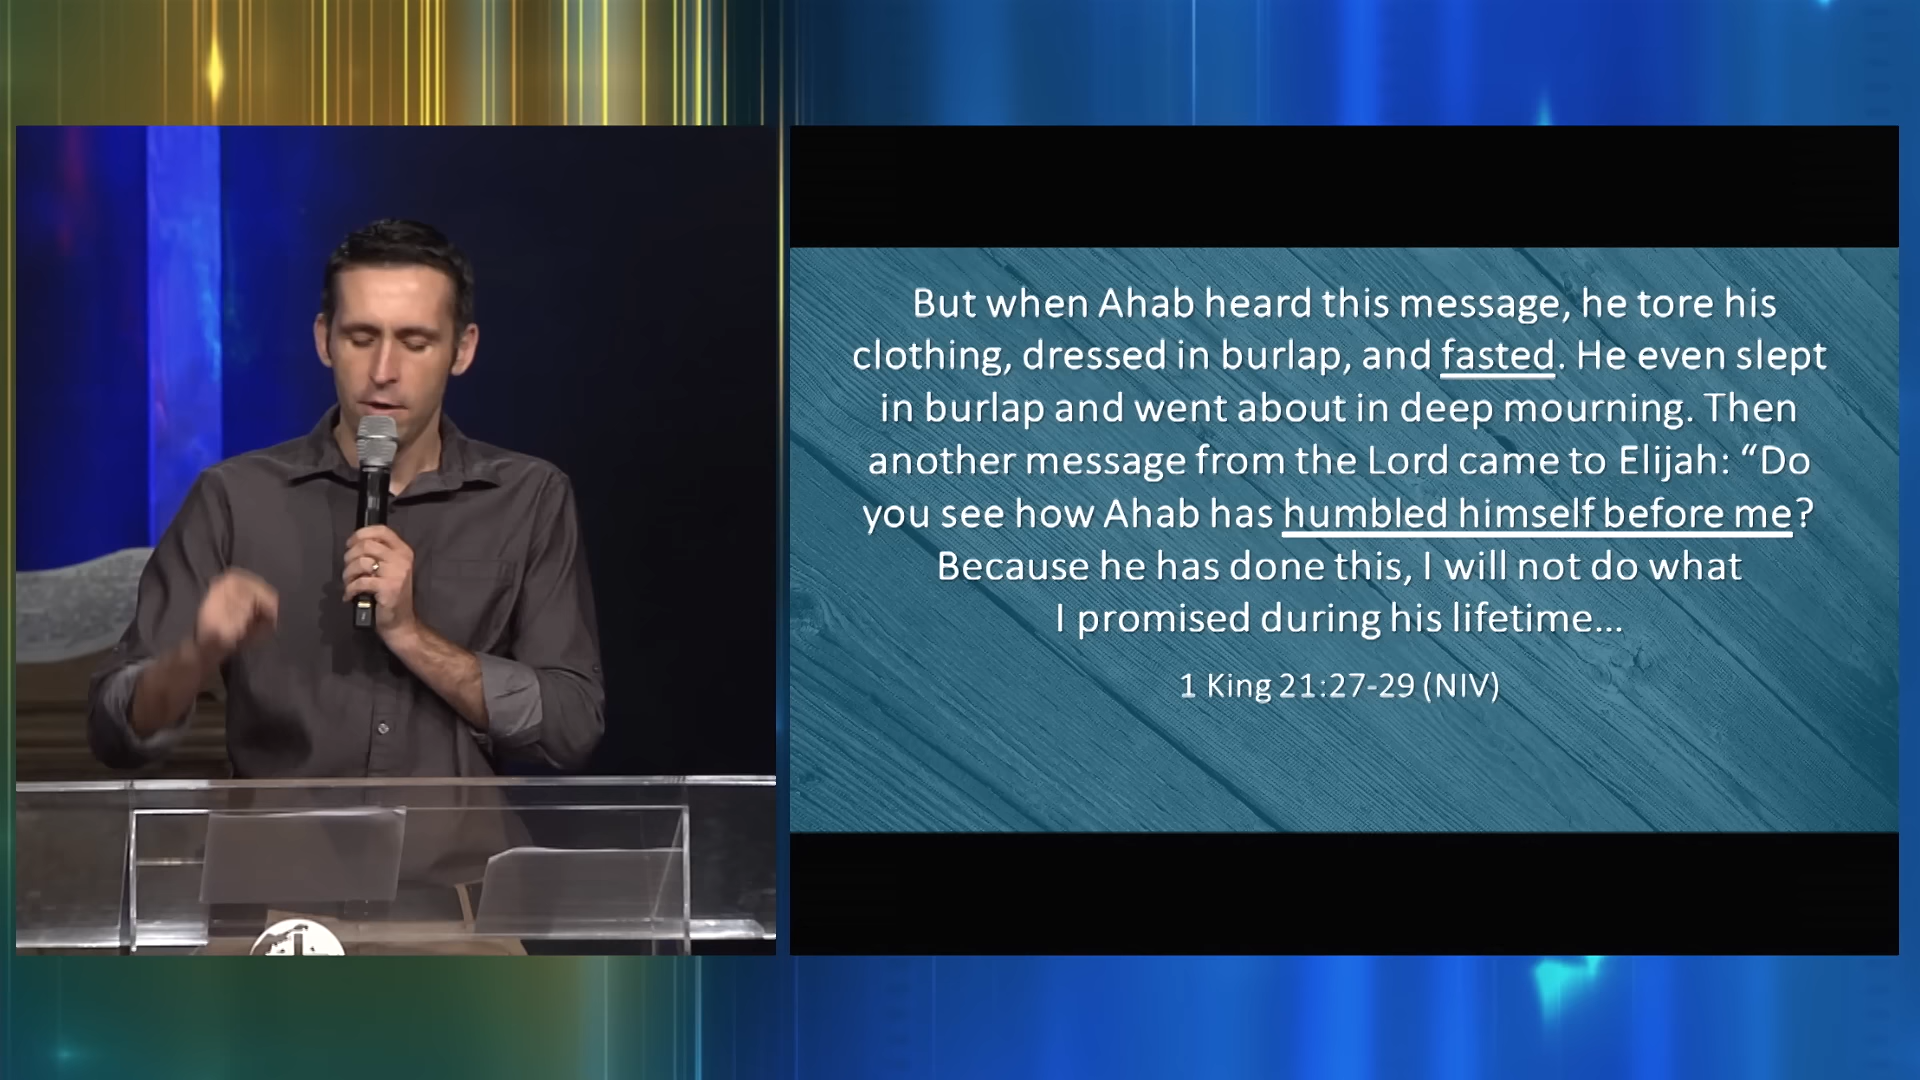 But when Ahab heard this message, he tore his
clothing, dressed in burlap, and fasted. He even slept
in burlap and went about in deep mourning. Then
another message from the Lord came to Elijah: “Do
you see how Ahab has humbled himself before me?
Because he has done this, I will not do what
I promised during his lifetime...
1 King 21:27-29 (NIV)